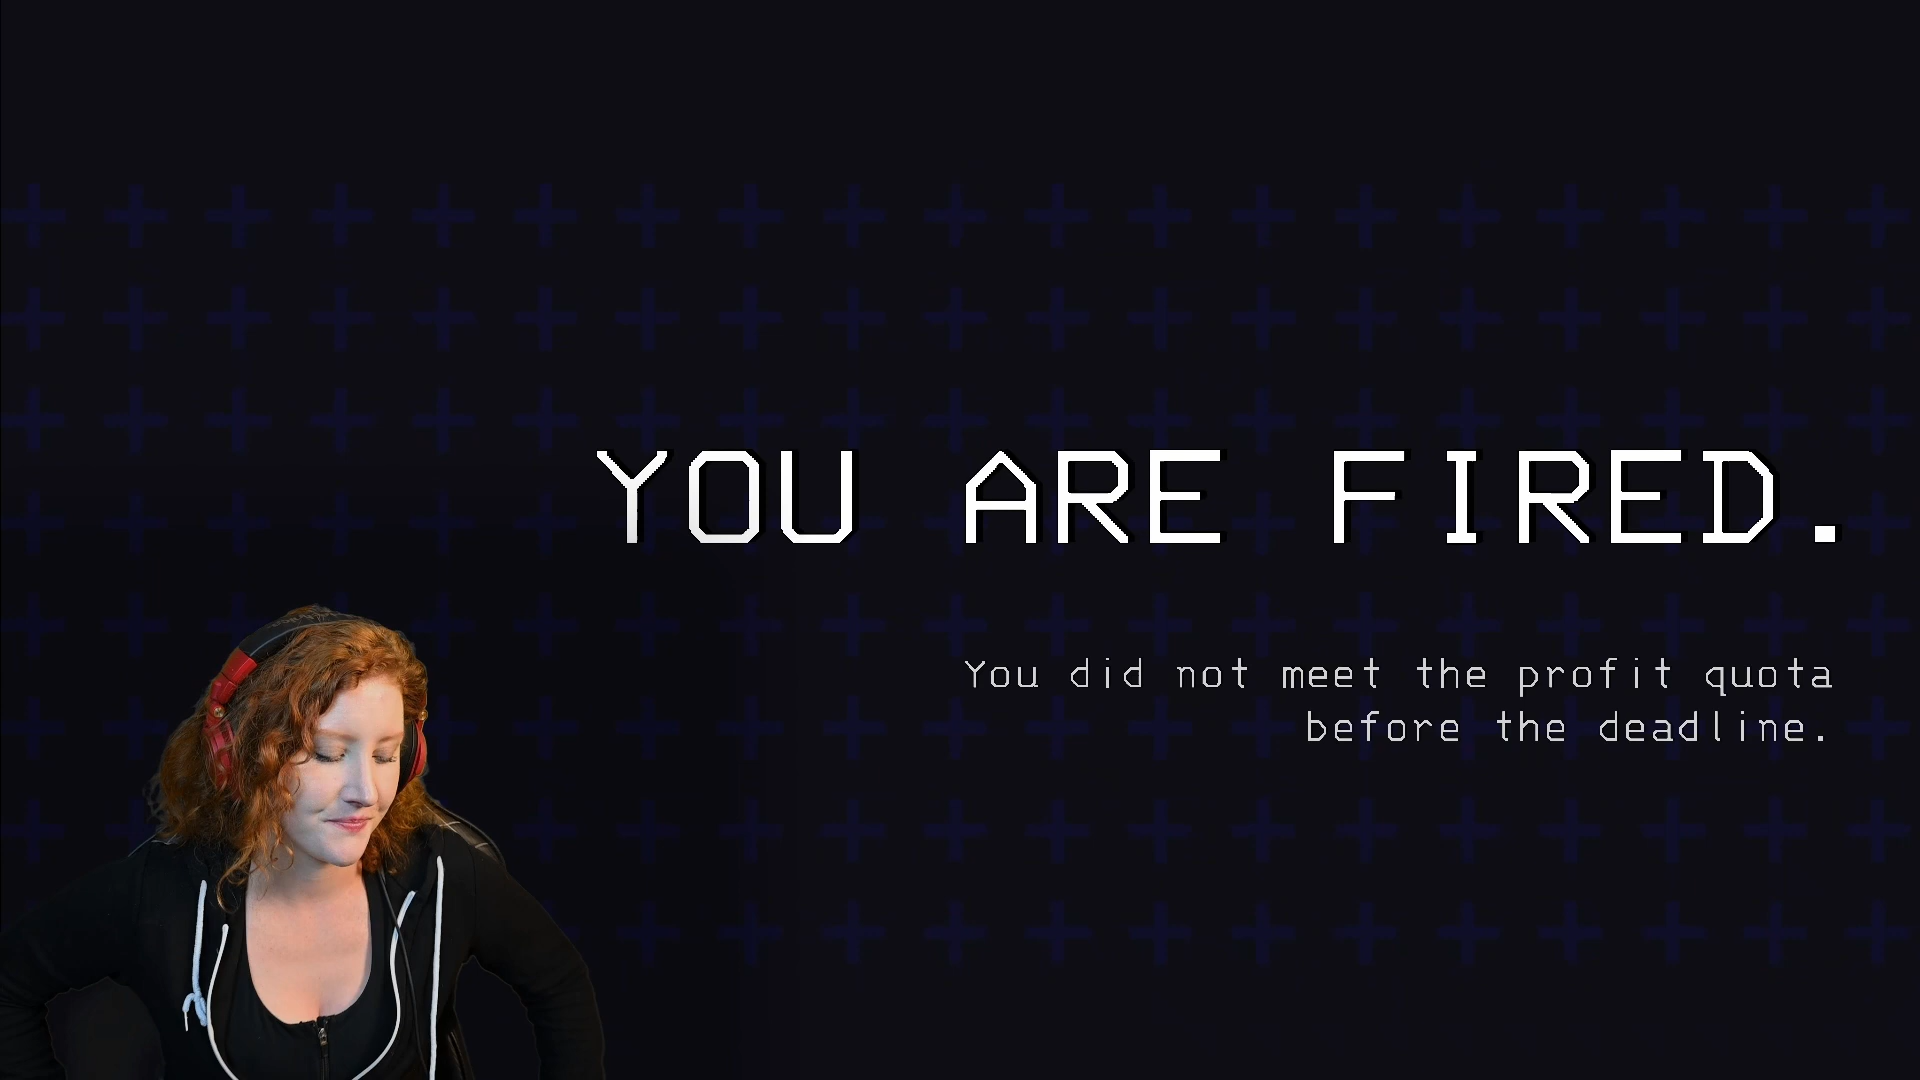 YOU ARE FIRED.
You did not meet the profit quota
before the deadline.